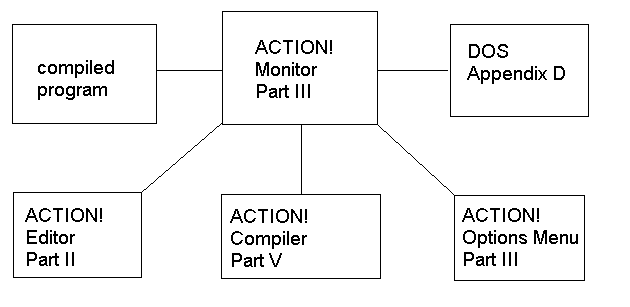 compiled
program
ACTION!
Monitor
Part III
DOS
Appendix D
ACTION!
Editor
Part II
ACTION!
Compiler
Part V
ACTION!
Options Menu
Part III